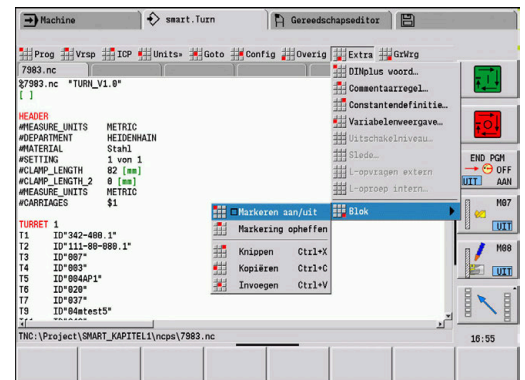 Machine
smart.Turn
Gereedschapseditor
Prog Vrsp ICP Units» Goto Config Overig Extra GrWrg
7983.nc
%7983.nc "TURN_V1.0"
[ ]
HEADER
#MEASURE_UNITS METRIC
#DEPARTMENT HEIDENHAIN
#MATERIAL Stahl
#SETTING 1 von 1
#CLAMP_LENGTH 82 [mm]
#CLAMP_LENGTH_2 0 [mm]
#MEASURE_UNITS METRIC
#CARRIAGES $1
TURRET 1
T1 ID"342-400.1"
T2 ID"111-80-080.1"
T3 ID"007"
T4 ID"003"
T5 ID"004AP1"
T6 ID"020"
T7 ID"037"
T9 ID"04mtest5"
DINplus woord…
Commentaarregel…
Constantendefinitie…
Variabelenweergave…
Uitschakelniveau…
Slede…
L-opvragen extern
L-oproep intern…
Blok
Markeren aan/uit
Markering opheffen
Knippen Ctrl+X
Kopiëren Ctrl+C
Invoegen Ctrl+V
TNC:\Project\SMART_KAPITEL1\ncps\7983.nc
END PGM
OFF
UIT AAN
M07
UIT
M08
UIT
16:55